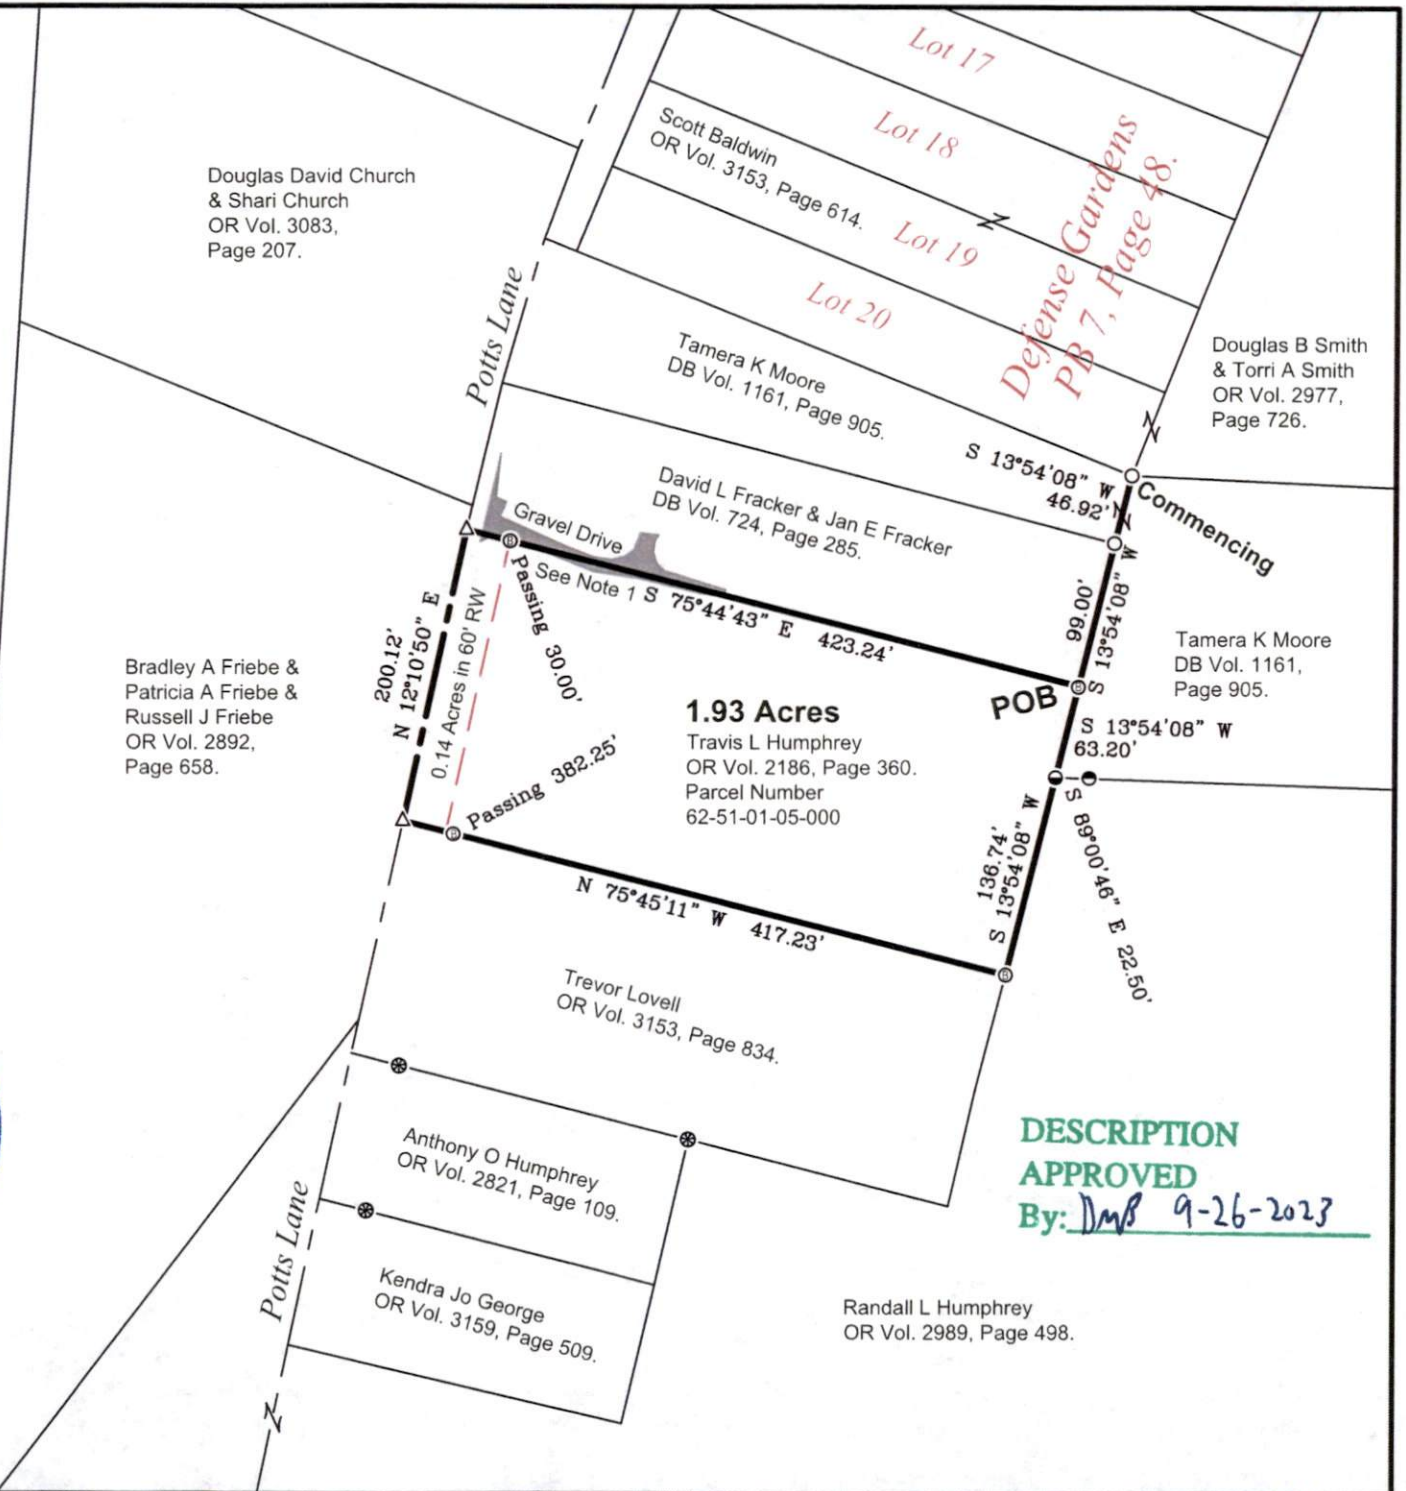 Lot 17
Lot 18
Scott Baldwin
OR Vol. 3153, Page 614.
Lot 19
Lot 20
Defense Gardens
PB 7, Page 48.
Douglas David Church
& Shari Church
OR Vol. 3083,
Page 207.
Potts Lane
Tamera K Moore
DB Vol. 1161, Page 905.
Douglas B Smith
& Torri A Smith
OR Vol. 2977,
Page 726.
S 13°54'08" W
46.92'
Commencing
David L Fracker & Jan E Fracker
DB Vol. 724, Page 285.
Gravel Drive
See Note 1
S 75°44'43" E 423.24'
Passing 30.00'
99.00'
S 13°54'08" W
Tamera K Moore
DB Vol. 1161,
Page 905.
200.12'
N 12°10'50" E
0.14 Acres in 60' RW
Bradley A Friebe &
Patricia A Friebe &
Russell J Friebe
OR Vol. 2892,
Page 658.
POB
1.93 Acres
Travis L Humphrey
OR Vol. 2186, Page 360.
Parcel Number
62-51-01-05-000
S 13°54'08" W
63.20'
Passing 382.25'
136.74'
S 13°54'08" W
S 89°00'46" E 22.50'
N 75°45'11" W 417.23'
Trevor Lovell
OR Vol. 3153, Page 834.
Anthony O Humphrey
OR Vol. 2821, Page 109.
DESCRIPTION
APPROVED
By: DMB 9-26-2023
Potts Lane
Kendra Jo George
OR Vol. 3159, Page 509.
Randall L Humphrey
OR Vol. 2989, Page 498.